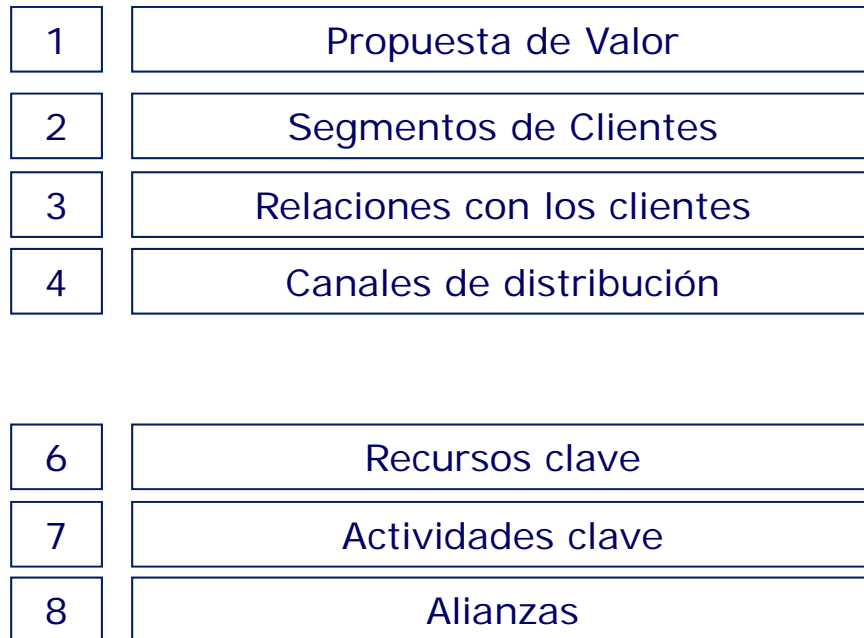 1 Propuesta de Valor
2 Segmentos de Clientes
3 Relaciones con los clientes
4 Canales de distribución
6 Recursos clave
7 Actividades clave
8 Alianzas